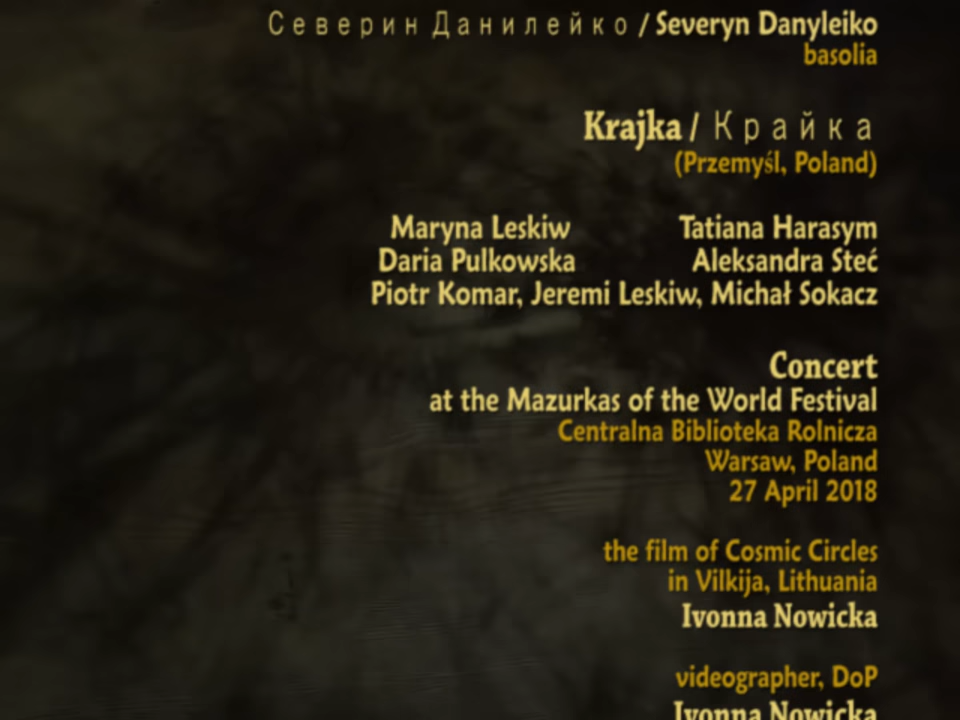 Северин Данилейко / Severyn Danyleiko
basolia
Krajka / Крайка
(Przemyśl, Poland)
Maryna Leskiw Tatiana Harasym
Daria Pulkowska Aleksandra Steć
Piotr Komar, Jeremi Leskiw, Michał Sokacz
Concert
at the Mazurkas of the World Festival
Centralna Biblioteka Rolnicza
Warsaw, Poland
27 April 2018
the film of Cosmic Circles
in Vilkija, Lithuania
Ivonna Nowicka
videographer, DoP
Ivonna Nowicka